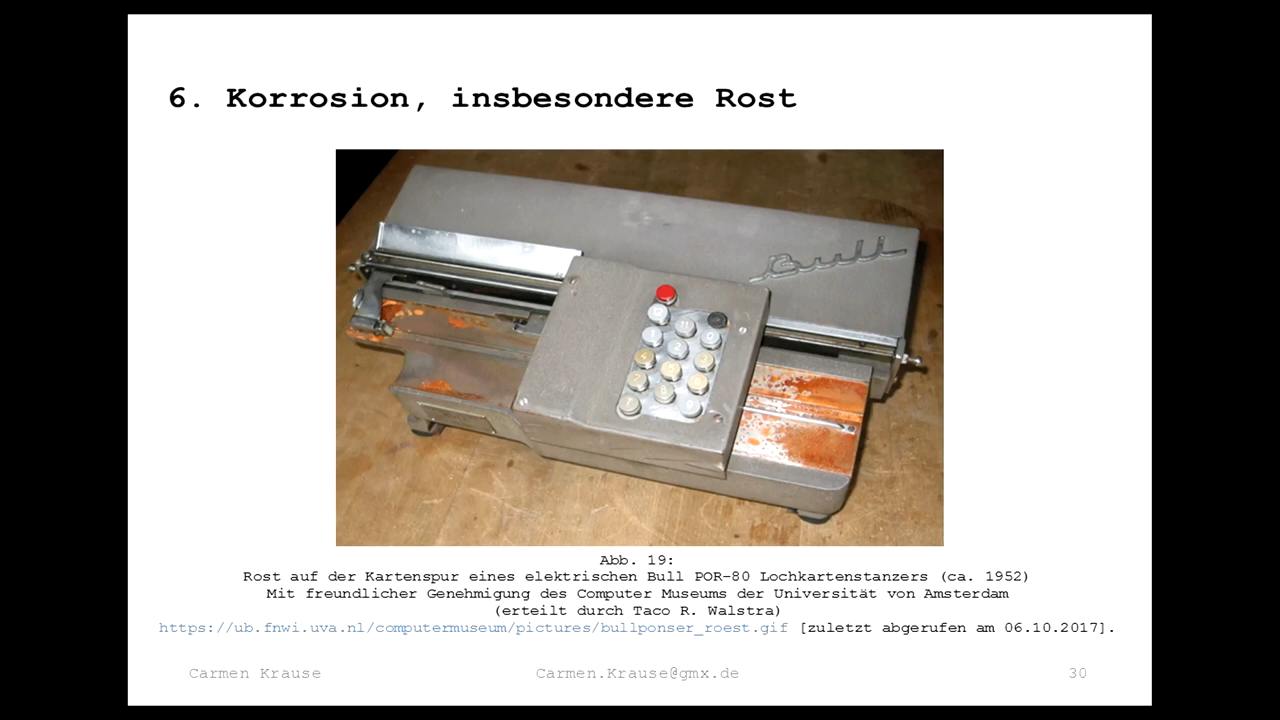 6. Korrosion, insbesondere Rost
Bull
Abb. 19:
Rost auf der Kartenspur eines elektrischen Bull POR-80 Lochkartenstanzers (ca. 1952)
Mit freundlicher Genehmigung des Computer Museums der Universität von Amsterdam
(erteilt durch Taco R. Walstra)
https://ub.fnwi.uva.nl/computermuseum/pictures/bullponser_roest.gif [zuletzt abgerufen am 06.10.2017].
Carmen Krause Carmen.Krause@gmx.de 30